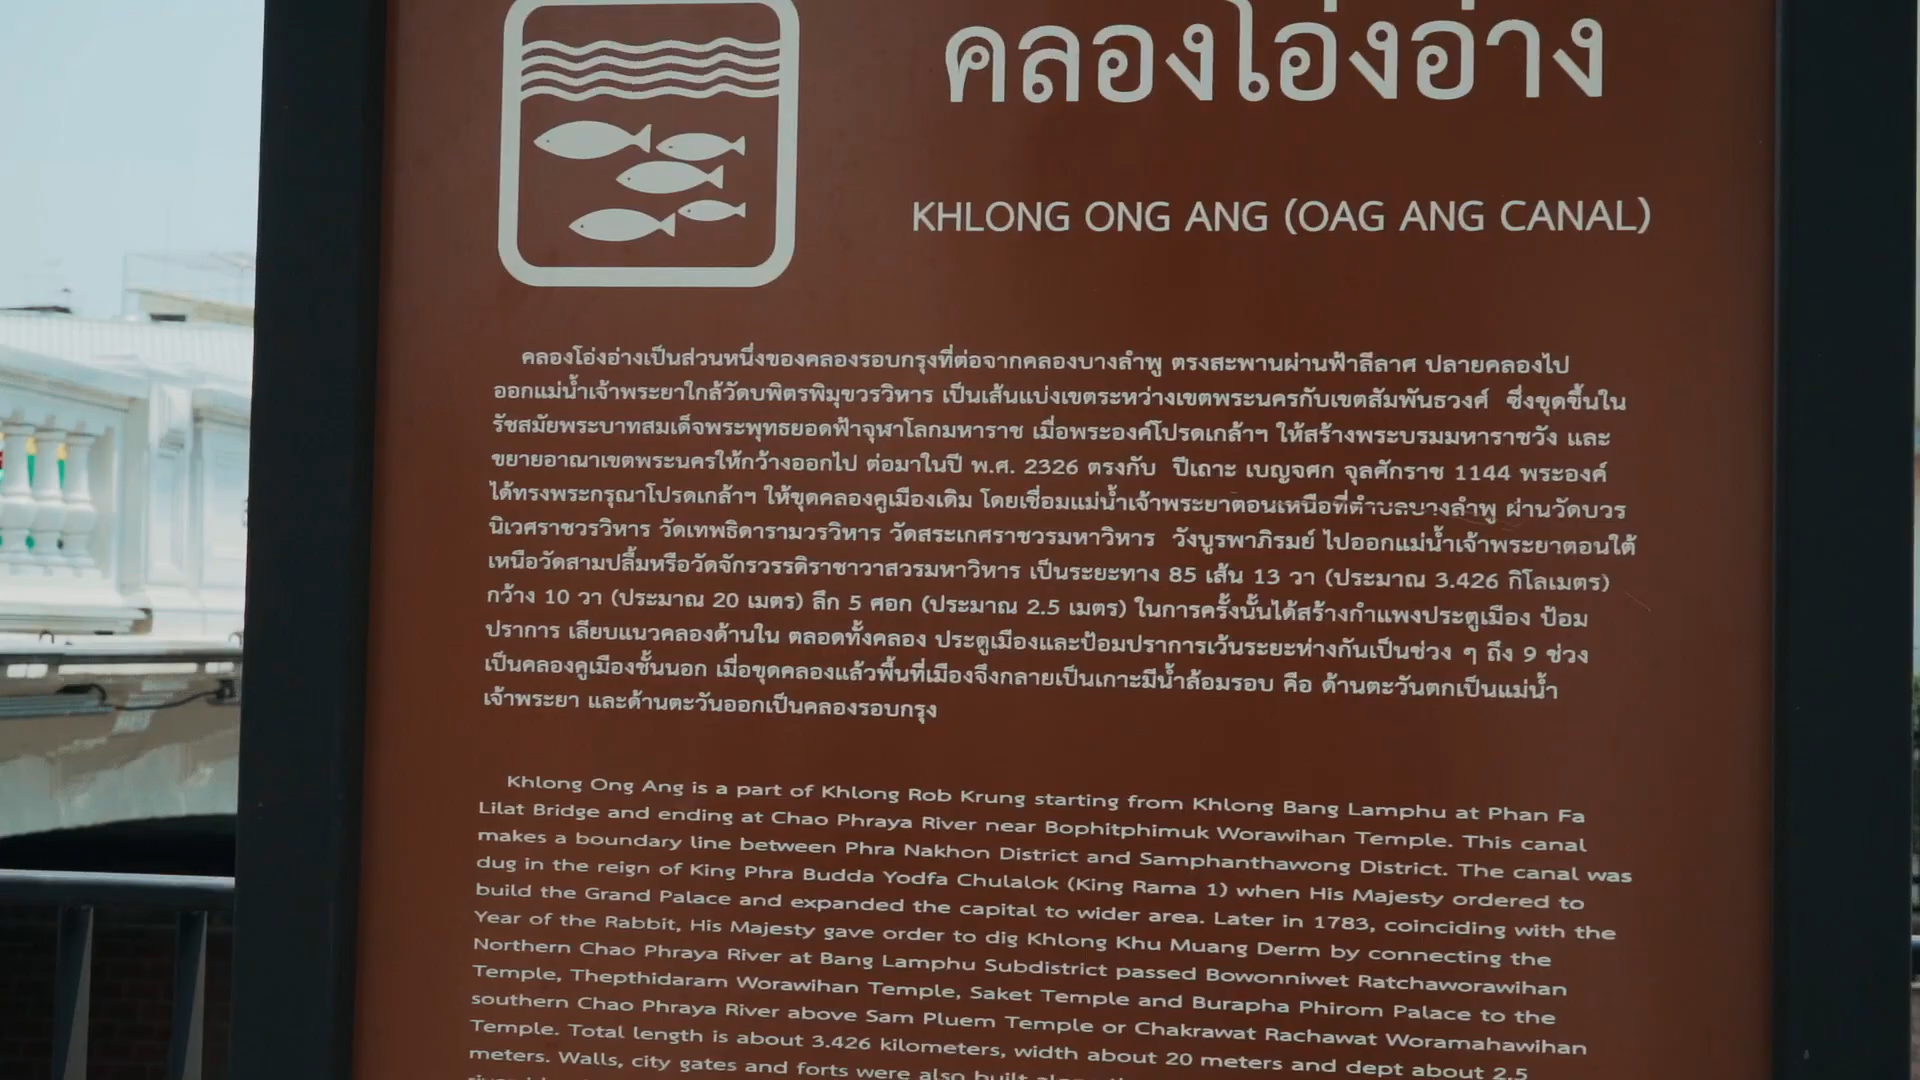 คลองโอ่งอ่าง
KHLONG ONG ANG (OAG ANG CANAL)
คลองโอ่งอ่างเป็นส่วนหนึ่งของคลองรอบกรุงที่ต่อจากคลองบางลำพู ตรงสะพานผ่านฟ้าลีลาศ ปลายคลองไป
ออกแม่น้ำเจ้าพระยาใกล้วัดบพิตรพิมุขวรวิหาร เป็นเส้นแบ่งเขตระหว่างเขตพระนครกับเขตสัมพันธวงศ์ ซึ่งขุดขึ้นใน
รัชสมัยพระบาทสมเด็จพระพุทธยอดฟ้าจุฬาโลกมหาราช เมื่อพระองค์โปรดเกล้าฯ ให้สร้างพระบรมมหาราชวัง และ
ขยายอาณาเขตพระนครให้กว้างออกไป ต่อมาในปี พ.ศ. 2326 ตรงกับ ปีเถาะ เบญจศก จุลศักราช 1144 พระองค์
ได้ทรงพระกรุณาโปรดเกล้าฯ ให้ขุดคลองคูเมืองเดิม โดยเชื่อมแม่น้ำเจ้าพระยาตอนเหนือที่ตำบลบางลำพู ผ่านวัดบวร
นิเวศราชวรวิหาร วัดเทพธิดารามวรวิหาร วัดสระเกศราชวรมหาวิหาร วังบูรพาภิรมย์ ไปออกแม่น้ำเจ้าพระยาตอนใต้
เหนือวัดสามปลื้มหรือวัดจักรวรรดิราชาวาสวรมหาวิหาร เป็นระยะทาง 85 เส้น 13 วา (ประมาณ 3.426 กิโลเมตร)
กว้าง 10 วา (ประมาณ 20 เมตร) ลึก 5 ศอก (ประมาณ 2.5 เมตร) ในการครั้งนั้นได้สร้างกำแพงประตูเมือง ป้อม
ปราการ เลียบแนวคลองด้านใน ตลอดทั้งคลอง ประตูเมืองและป้อมปราการเว้นระยะห่างกันเป็นช่วง ๆ ถึง 9 ช่วง
เป็นคลองคูเมืองชั้นนอก เมื่อขุดคลองแล้วพื้นที่เมืองจึงกลายเป็นเกาะมีน้ำล้อมรอบ คือ ด้านตะวันตกเป็นแม่น้ำ
เจ้าพระยา และด้านตะวันออกเป็นคลองรอบกรุง
Khlong Ong Ang is a part of Khlong Rob Krung starting from Khlong Bang Lamphu at Phan Fa
Lilat Bridge and ending at Chao Phraya River near Bophitphimuk Worawihan Temple. This canal
makes a boundary line between Phra Nakhon District and Samphanthawong District. The canal was
dug in the reign of King Phra Budda Yodfa Chulalok (King Rama 1) when His Majesty ordered to
build the Grand Palace and expanded the capital to wider area. Later in 1783, coinciding with the
Year of the Rabbit, His Majesty gave order to dig Khlong Khu Muang Derm by connecting the
Northern Chao Phraya River at Bang Lamphu Subdistrict passed Bowonniwet Ratchaworawihan
Temple, Thepthidaram Worawihan Temple, Saket Temple and Burapha Phirom Palace to the
southern Chao Phraya River above Sam Pluem Temple or Chakrawat Rachawat Woramahawihan
Temple. Total length is about 3.426 kilometers, width about 20 meters and dept about 2.5
meters. Walls, city gates and forts were also built